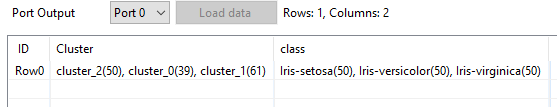 Port Output Port 0 Load data Rows: 1, Columns: 2
ID Cluster class
Row0 cluster_2(50), cluster_0(39), cluster_1(61) Iris-setosa(50), Iris-versicolor(50), Iris-virginica(50)